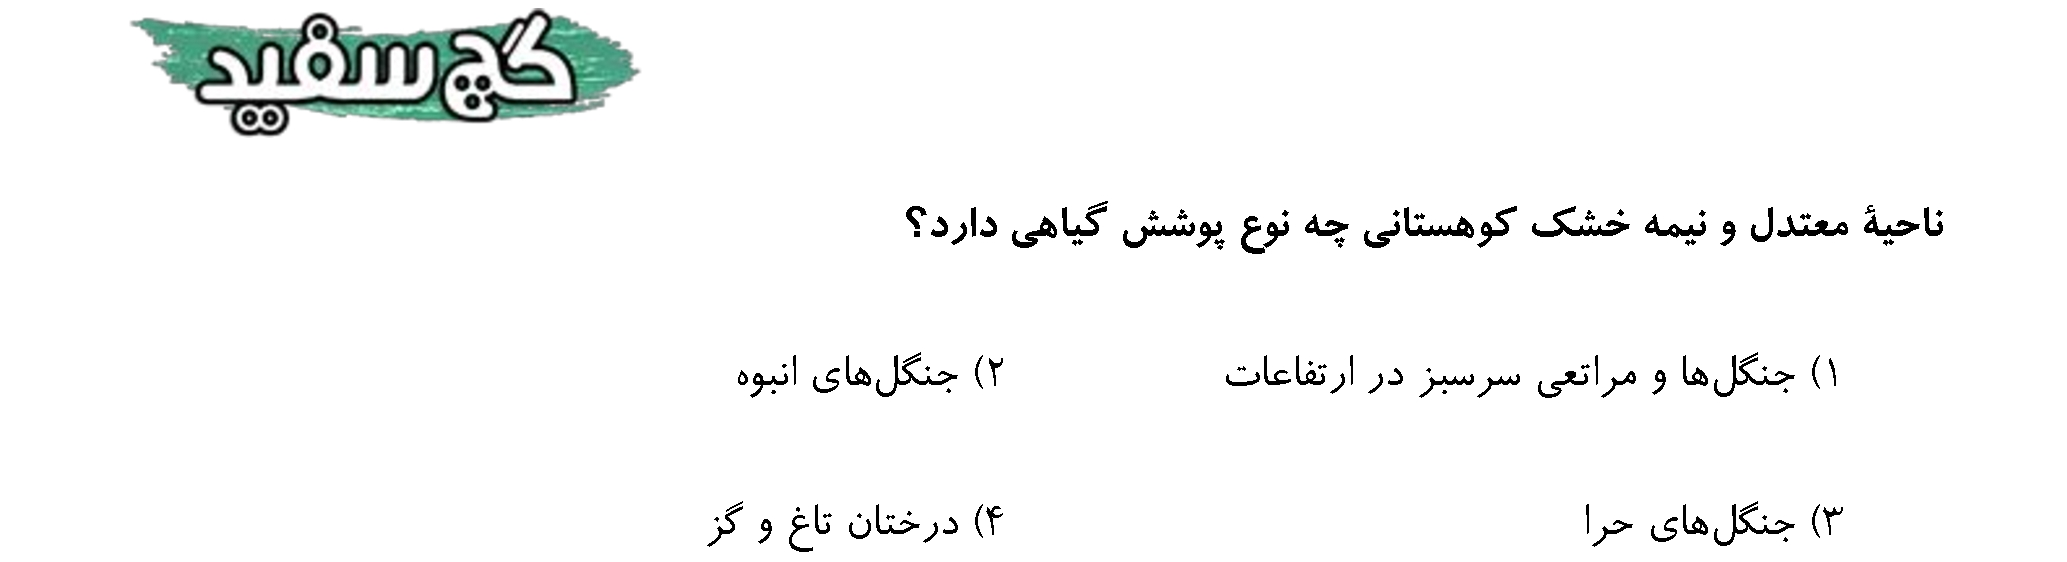 گچ سفید
ناحیهٔ معتدل و نیمه خشک کوهستانی چه نوع پوشش گیاهی دارد؟
۱) جنگل‌ها و مراتعی سرسبز در ارتفاعات ۲) جنگل‌های انبوه
۳) جنگل‌های حرا ۴) درختان تاغ و گز